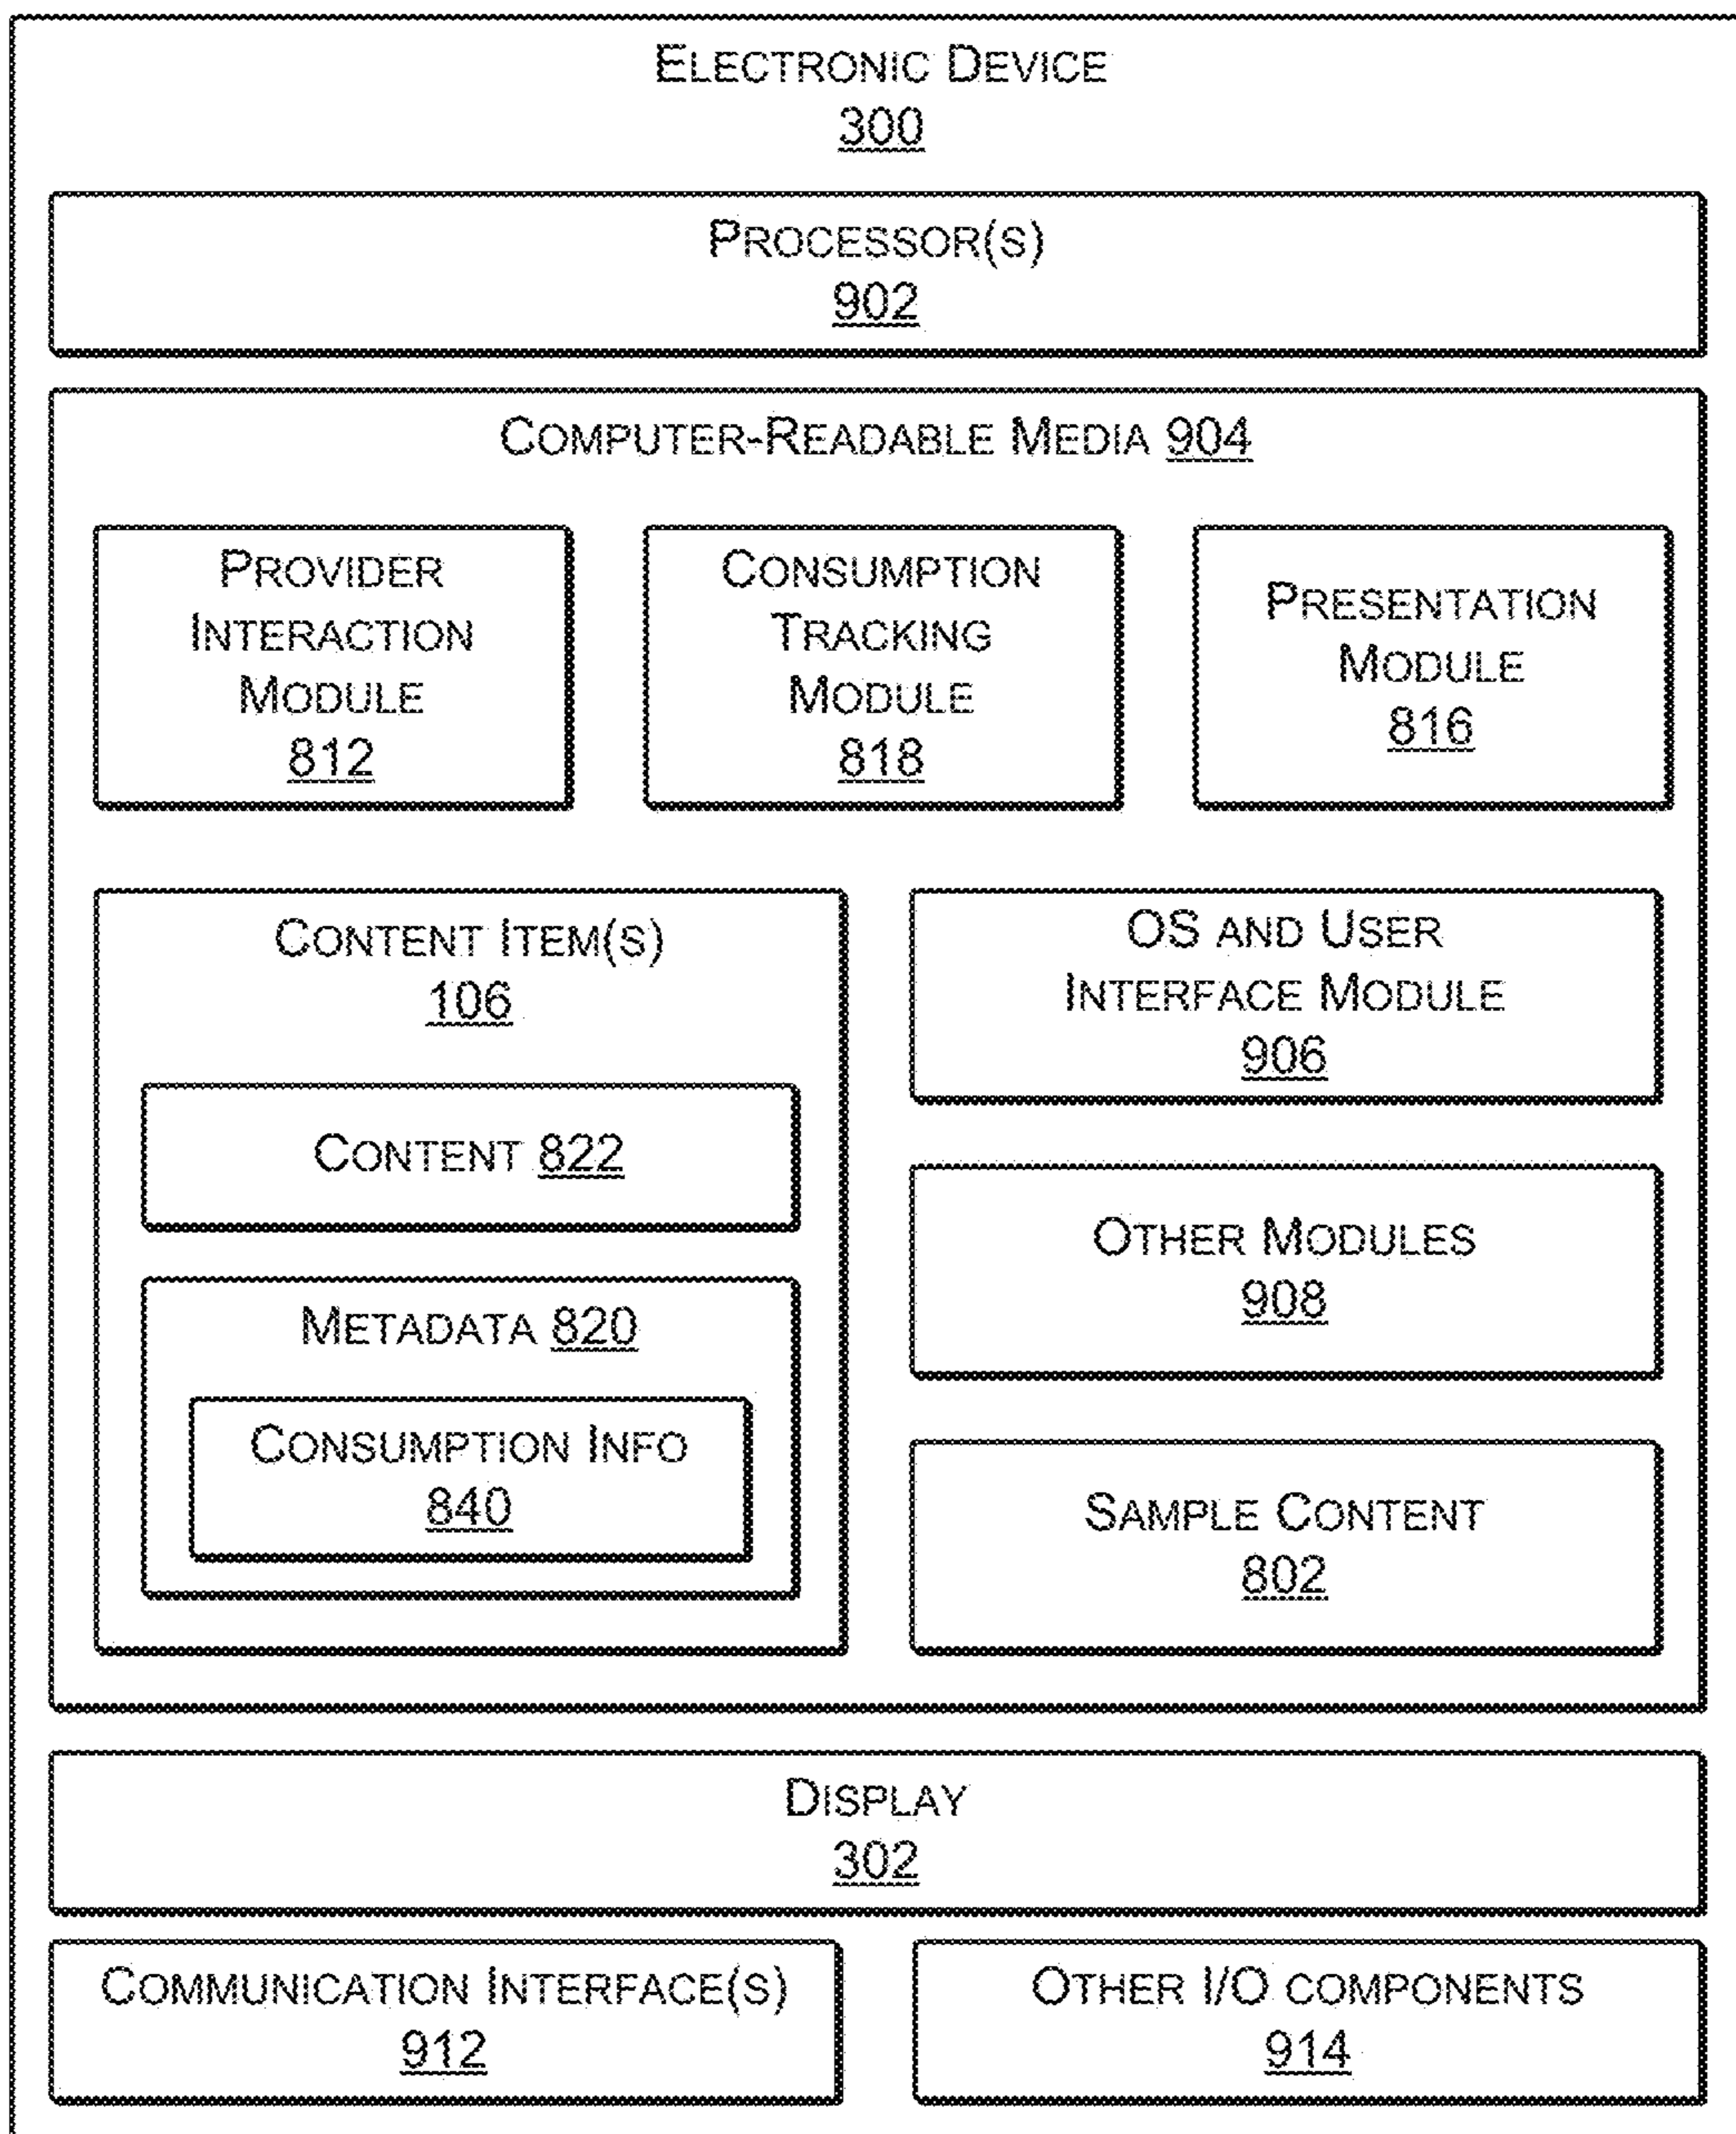 ELECTRONIC DEVICE
300
PROCESSOR(S)
902
COMPUTER-READABLE MEDIA 904
PROVIDER
INTERACTION
MODULE
812
CONSUMPTION
TRACKING
MODULE
818
PRESENTATION
MODULE
816
CONTENT ITEM(S)
106
CONTENT 822
METADATA 820
CONSUMPTION INFO
840
OS AND USER
INTERFACE MODULE
906
OTHER MODULES
908
SAMPLE CONTENT
802
DISPLAY
302
COMMUNICATION INTERFACE(S)
912
OTHER I/O COMPONENTS
914